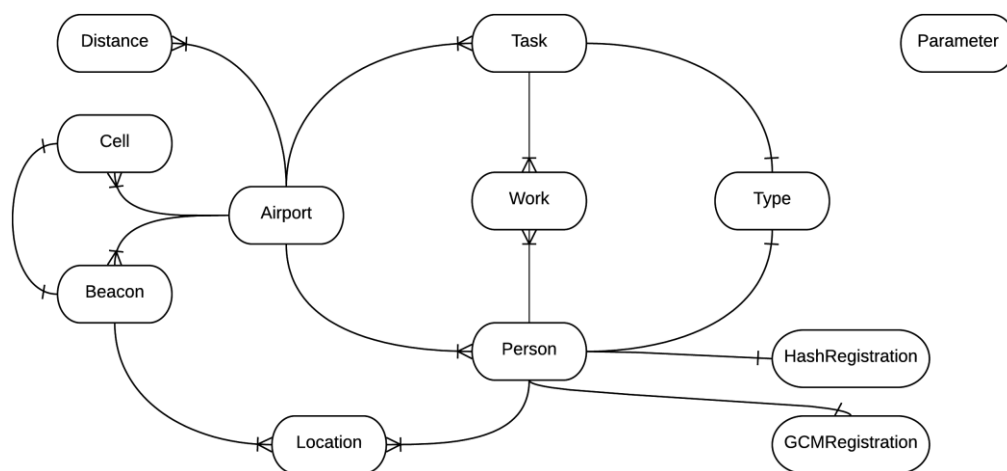 Distance
Task
Parameter
Cell
Airport
Work
Type
Beacon
Person
HashRegistration
Location
GCMRegistration